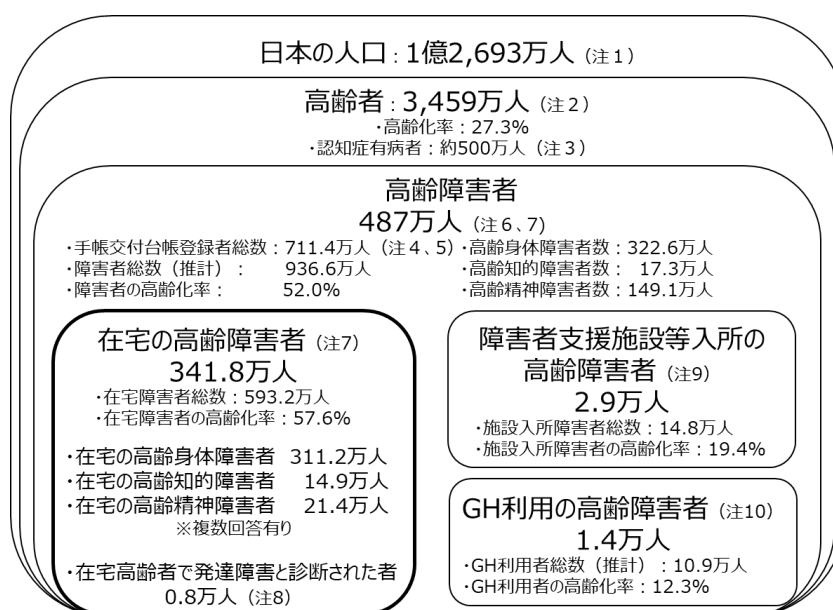 日本の人口：1億2,693万人（注１）
高齢者：3,459万人（注２）
・高齢化率：27.3%
・認知症有病者：約500万人（注３）
高齢障害者
487万人（注６、７）
・手帳交付台帳登録者総数：711.4万人（注４、５）
・障害者総数（推計）： 936.6万人
・障害者の高齢化率： 52.0%
・高齢身体障害者数：322.6万人
・高齢知的障害者数： 17.3万人
・高齢精神障害者数：149.1万人
在宅の高齢障害者（注7）
341.8万人
・在宅障害者総数：593.2万人
・在宅障害者の高齢化率：57.6%
・在宅の高齢身体障害者 311.2万人
・在宅の高齢知的障害者 14.9万人
・在宅の高齢精神障害者 21.4万人
※複数回答有り
・在宅高齢者で発達障害と診断された者
0.8万人（注8）
障害者支援施設等入所の
高齢障害者（注9）
2.9万人
・施設入所障害者総数：14.8万人
・施設入所障害者の高齢化率：19.4%
GH利用の高齢障害者（注10）
1.4万人
・GH利用者総数（推計）：10.9万人
・GH利用者の高齢化率：12.3%